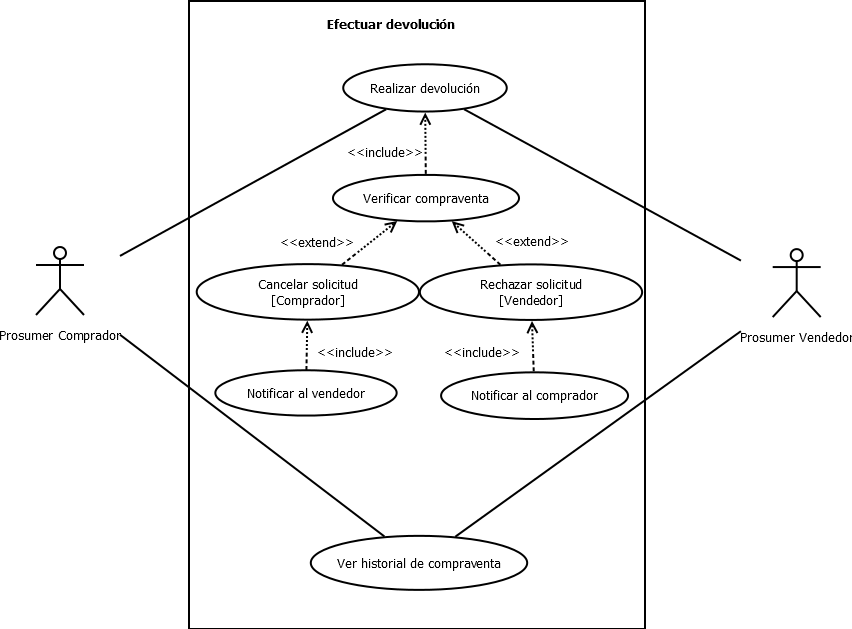 Efectuar devolución
Realizar devolución
<<include>>
Verificar compraventa
<<extend>>
<<extend>>
Cancelar solicitud
[Comprador]
Rechazar solicitud
[Vendedor]
Prosumer Comprador
Prosumer Vendedor
<<include>>
<<include>>
Notificar al vendedor
Notificar al comprador
Ver historial de compraventa